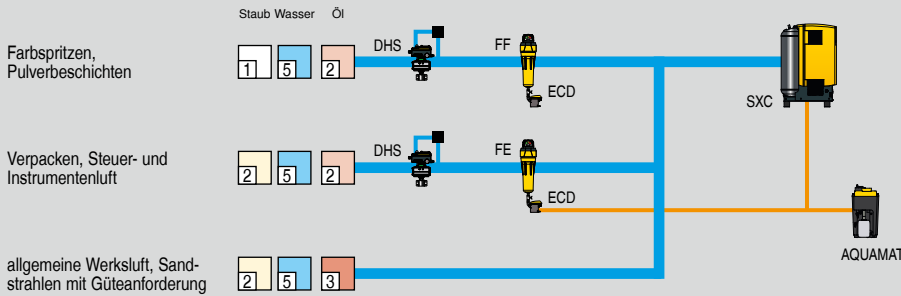 Staub Wasser Öl
Farbspritzen,
Pulverbeschichten
1 5 2
DHS
FF
ECD
SXC
Verpacken, Steuer- und
Instrumentenluft
2 5 2
DHS
FE
ECD
AQUAMAT
allgemeine Werksluft, Sand-
strahlen mit Güteanforderung
2 5 3